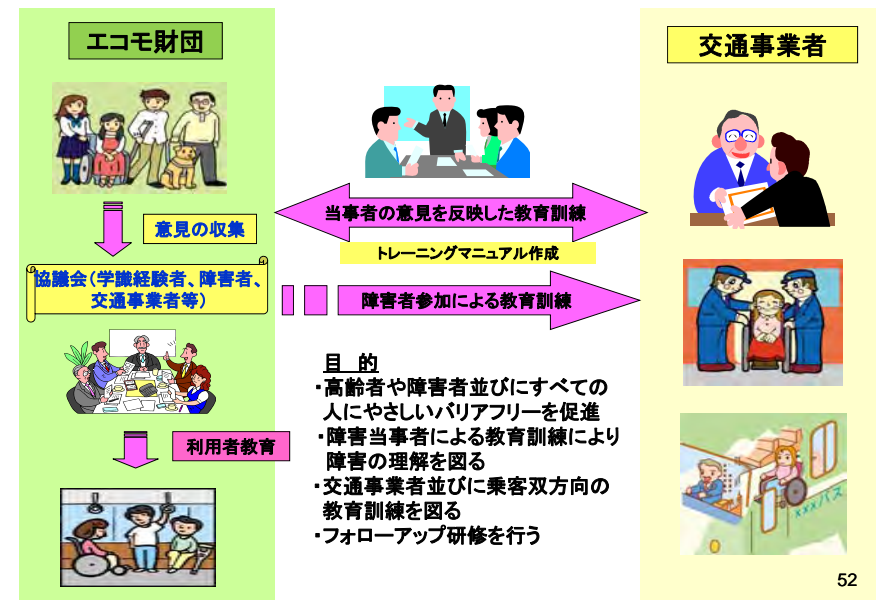 エコモ財団
意見の収集
協議会(学識経験者、障害者、
交通事業者等)
利用者教育
当事者の意見を反映した教育訓練
トレーニングマニュアル作成
障害者参加による教育訓練
目 的
・高齢者や障害者並びにすべての
人にやさしいバリアフリーを促進
・障害当事者による教育訓練により
障害の理解を図る
・交通事業者並びに乗客双方向の
教育訓練を図る
・フォローアップ研修を行う
交通事業者
xxxバス
52